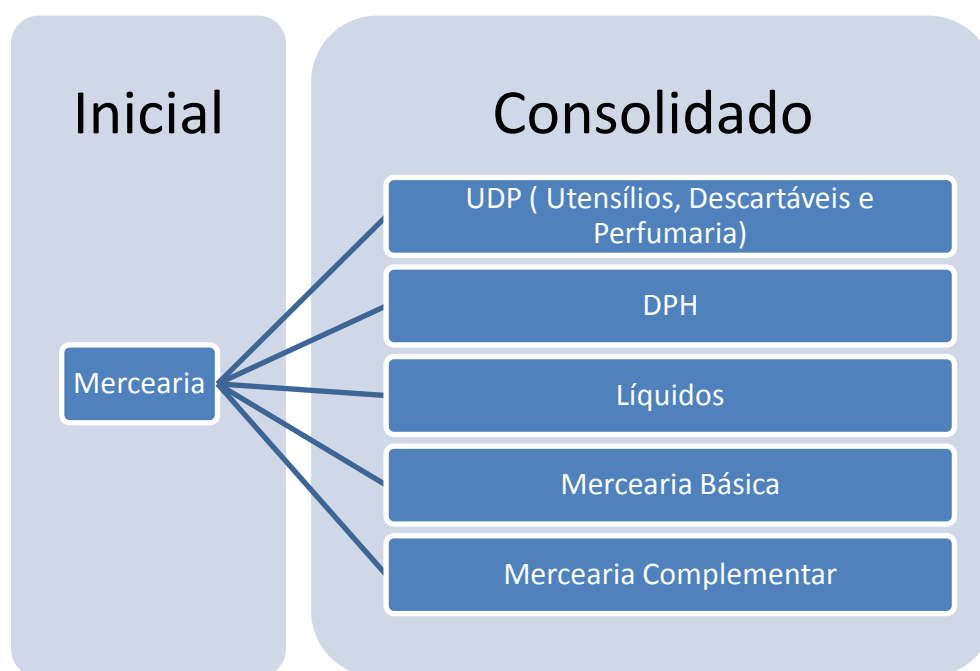 Inicial
Consolidado
Mercearia
UDP ( Utensílios, Descartáveis e
Perfumaria)
DPH
Líquidos
Mercearia Básica
Mercearia Complementar